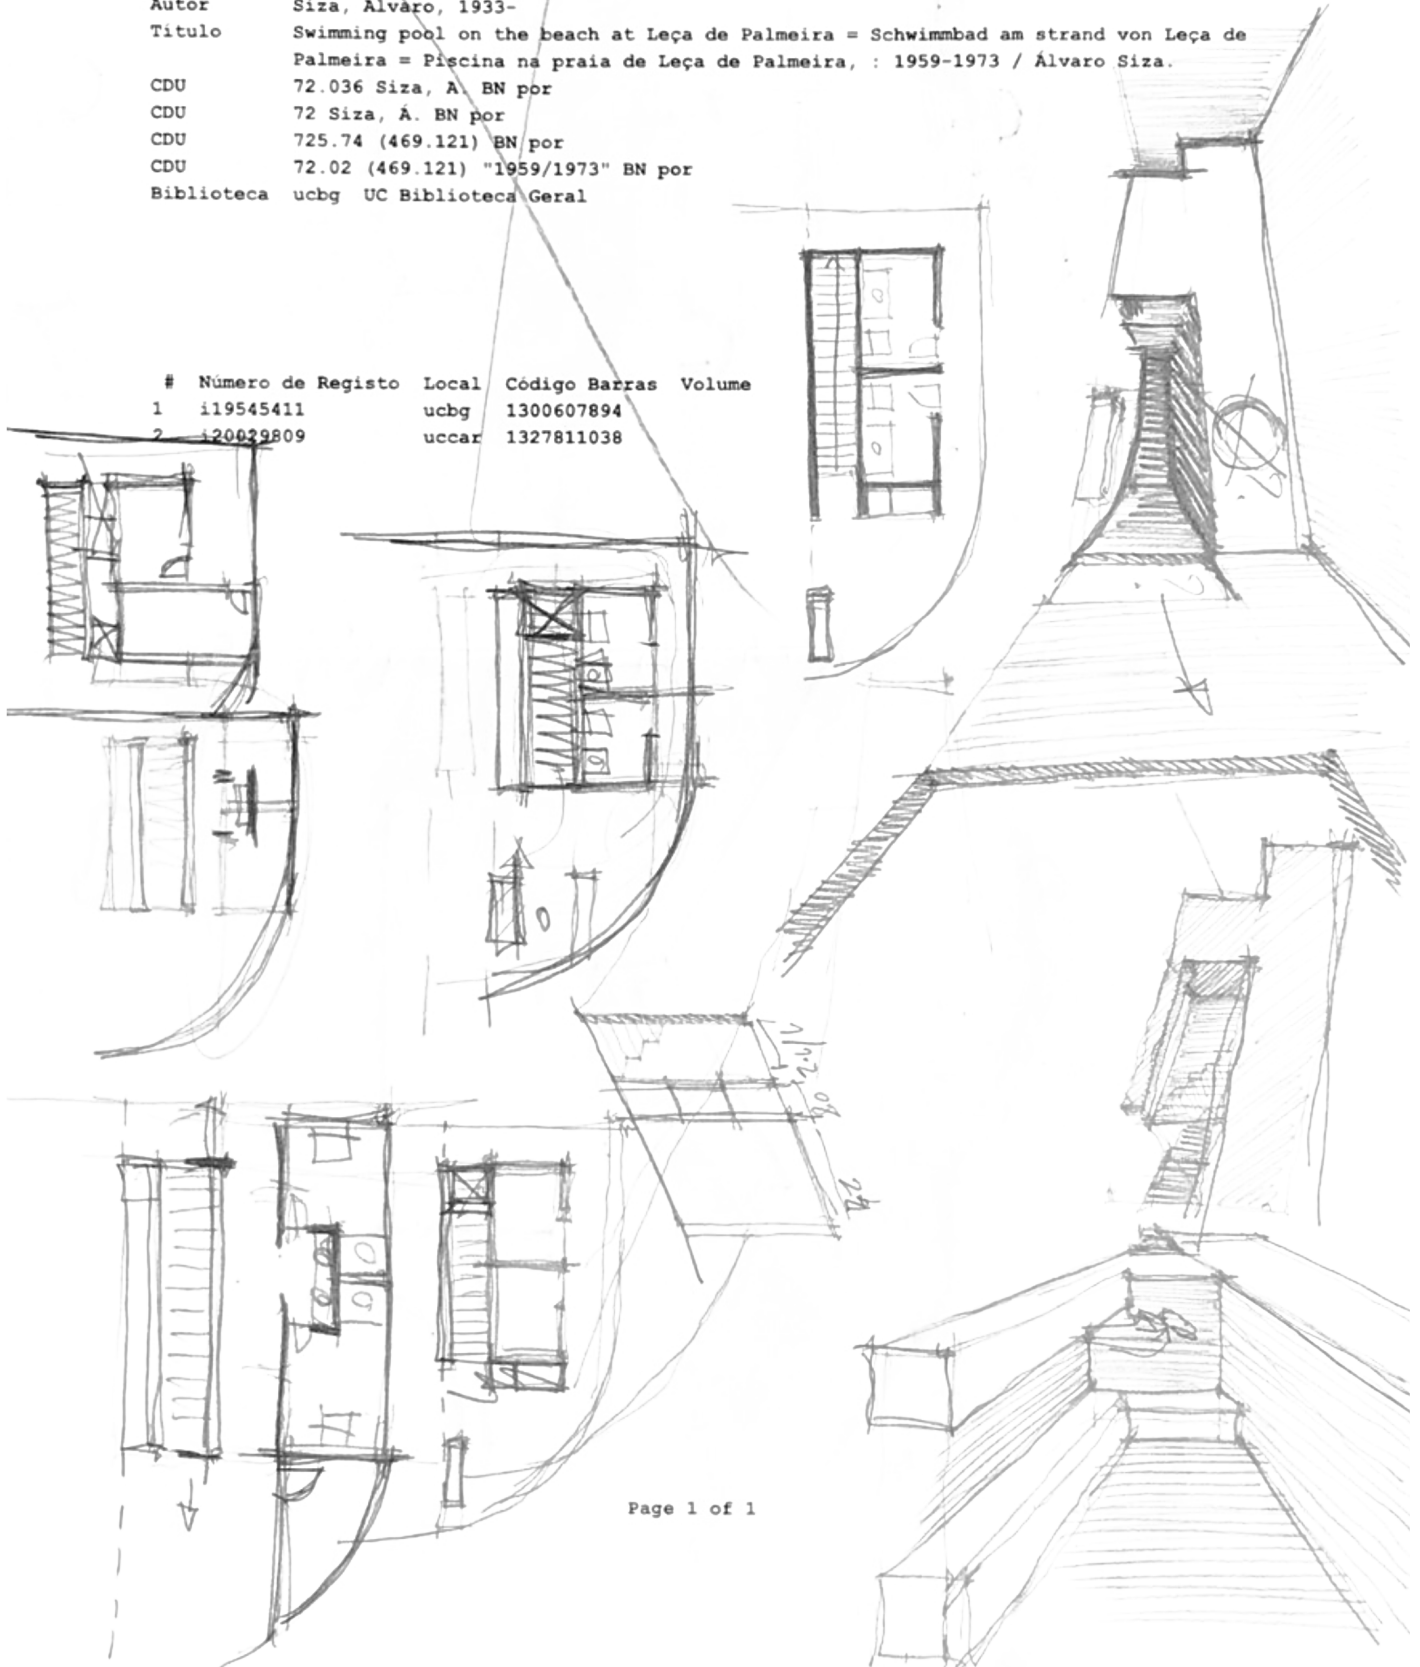 Autor Siza, Álvaro, 1933-
Título Swimming pool on the beach at Leça de Palmeira = Schwimmbad am strand von Leça de
Palmeira = Piscina na praia de Leça de Palmeira, : 1959-1973 / Álvaro Siza.
CDU 72.036 Siza, A. BN por
CDU 72 Siza, Á. BN por
CDU 725.74 (469.121) BN por
CDU 72.02 (469.121) "1959/1973" BN por
Biblioteca ucbg UC Biblioteca Geral
# Número de Registo Local Código Barras Volume
1 i19545411 ucbg 1300607894
2 i20029809 uccar 1327811038
Page 1 of 1